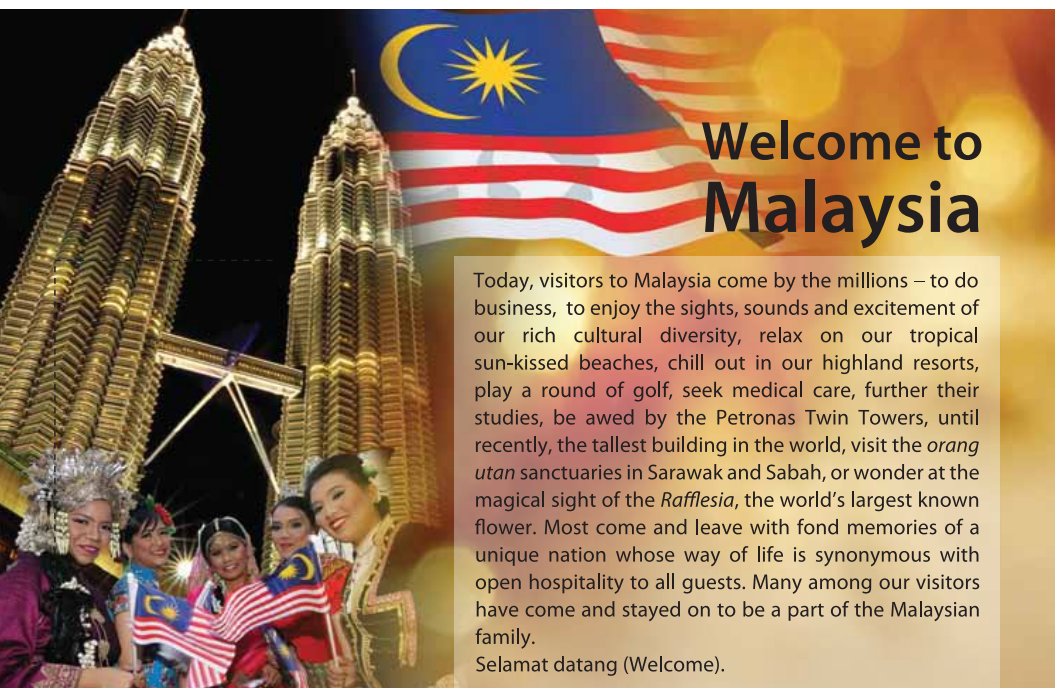 Welcome to
Malaysia
Today, visitors to Malaysia come by the millions – to do
business, to enjoy the sights, sounds and excitement of
our rich cultural diversity, relax on our tropical
sun-kissed beaches, chill out in our highland resorts,
play a round of golf, seek medical care, further their
studies, be awed by the Petronas Twin Towers, until
recently, the tallest building in the world, visit the orang
utan sanctuaries in Sarawak and Sabah, or wonder at the
magical sight of the Rafflesia, the world’s largest known
flower. Most come and leave with fond memories of a
unique nation whose way of life is synonymous with
open hospitality to all guests. Many among our visitors
have come and stayed on to be a part of the Malaysian
family.
Selamat datang (Welcome).